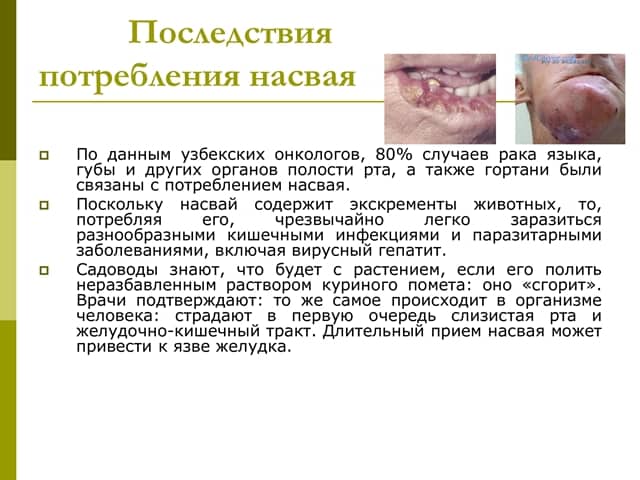 Последствия
потребления насвая
По данным узбекских онкологов, 80% случаев рака языка,
губы и других органов полости рта, а также гортани были
связаны с потреблением насвая.
Поскольку насвай содержит экскременты животных, то,
потребляя его, чрезвычайно легко заразиться
разнообразными кишечными инфекциями и паразитарными
заболеваниями, включая вирусный гепатит.
Садоводы знают, что будет с растением, если его полить
неразбавленным раствором куриного помета: оно «сгорит».
Врачи подтверждают: то же самое происходит в организме
человека: страдают в первую очередь слизистая рта и
желудочно-кишечный тракт. Длительный прием насвая может
привести к язве желудка.